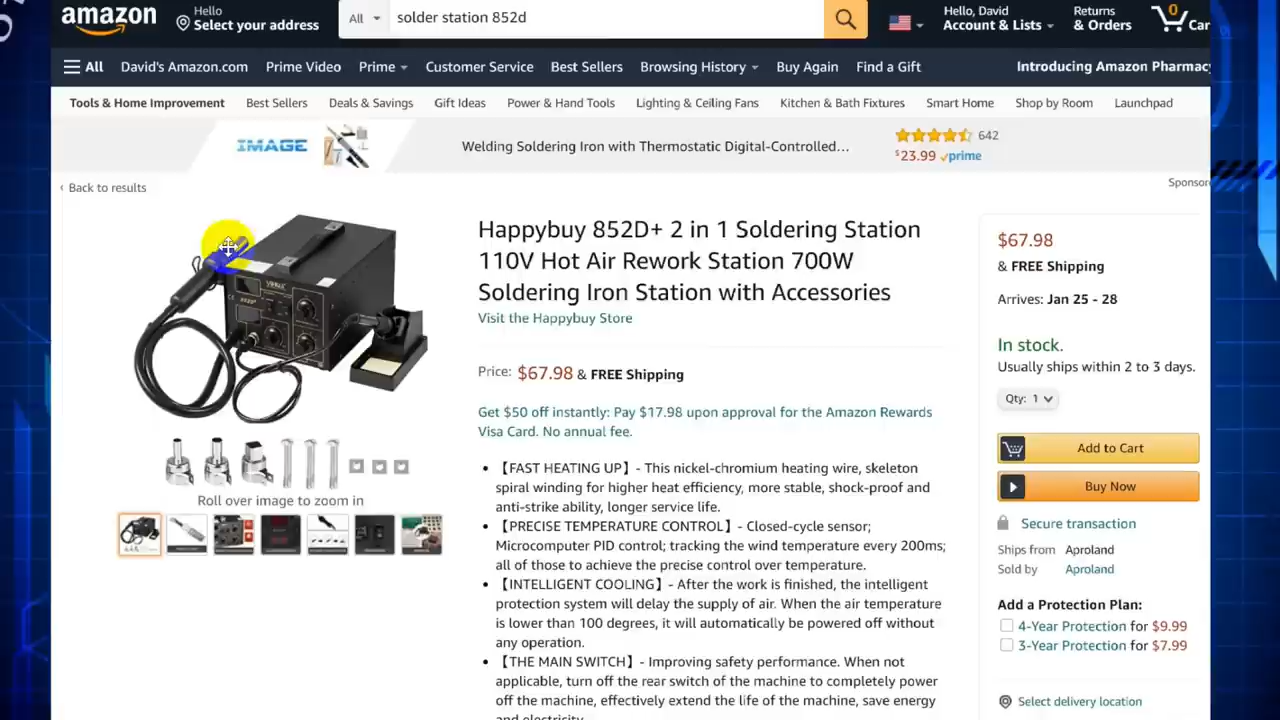 amazon
Hello
Select your address
All
solder station 852d
Hello, David
Account & Lists
Returns
& Orders
0
Car
All
David's Amazon.com
Prime Video
Prime
Customer Service
Best Sellers
Browsing History
Buy Again
Find a Gift
Introducing Amazon Pharmacy
Tools & Home Improvement
Best Sellers
Deals & Savings
Gift Ideas
Power & Hand Tools
Lighting & Ceiling Fans
Kitchen & Bath Fixtures
Smart Home
Shop by Room
Launchpad
IMAGE
Welding Soldering Iron with Thermostatic Digital-Controlled...
642
$23.99 prime
‹ Back to results
Sponsor
Happybuy 852D+ 2 in 1 Soldering Station
110V Hot Air Rework Station 700W
Soldering Iron Station with Accessories
Visit the Happybuy Store
Price: $67.98 & FREE Shipping
Get $50 off instantly: Pay $17.98 upon approval for the Amazon Rewards
Visa Card. No annual fee.
• 【FAST HEATING UP】- This nickel-chromium heating wire, skeleton
spiral winding for higher heat efficiency, more stable, shock-proof and
anti-strike ability, longer service life.
• 【PRECISE TEMPERATURE CONTROL】- Closed-cycle sensor;
Microcomputer PID control; tracking the wind temperature every 200ms;
all of those to achieve the precise control over temperature.
• 【INTELLIGENT COOLING】- After the work is finished, the intelligent
protection system will delay the supply of air. When the air temperature
is lower than 100 degrees, it will automatically be powered off without
any operation.
• 【THE MAIN SWITCH】- Improving safety performance. When not
applicable, turn off the rear switch of the machine to completely power
off the machine, effectively extend the life of the machine, save energy
and electricity.
Roll over image to zoom in
$67.98
& FREE Shipping
Arrives: Jan 25 - 28
In stock.
Usually ships within 2 to 3 days.
Qty: 1
Add to Cart
Buy Now
Secure transaction
Ships from Aproland
Sold by Aproland
Add a Protection Plan:
4-Year Protection for $9.99
3-Year Protection for $7.99
Select delivery location